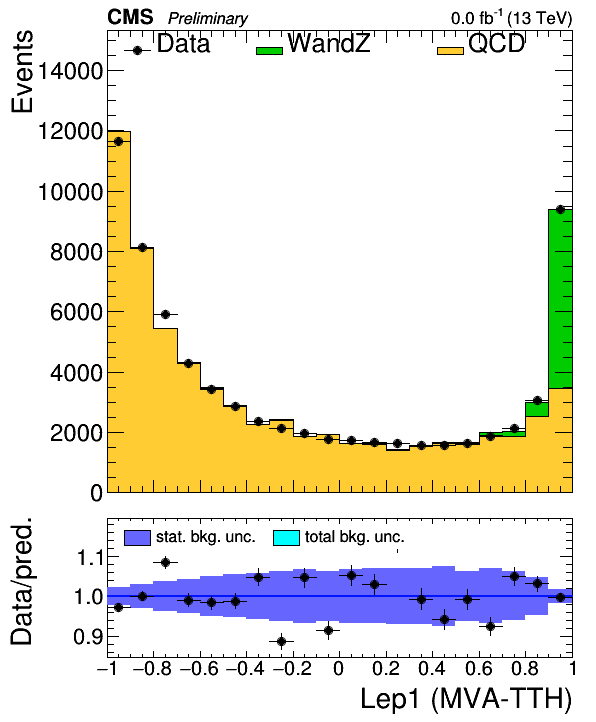 CMS Preliminary 0.0 fb⁻¹ (13 TeV)
Data WandZ QCD
Events
14000
12000
10000
8000
6000
4000
2000
0
stat. bkg. unc. total bkg. unc.
Data/pred.
1.1
1.0
0.9
−1 −0.8 −0.6 −0.4 −0.2 0 0.2 0.4 0.6 0.8 1
Lep1 (MVA-TTH)